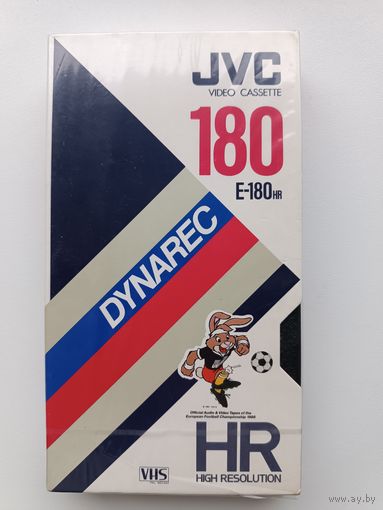 JVC
VIDEO CASSETTE
180
E-180HR
DYNAREC
Official Audio & Video Tapes of the
European Football Championship 1988
HR
HIGH RESOLUTION
VHS
www.ay.by